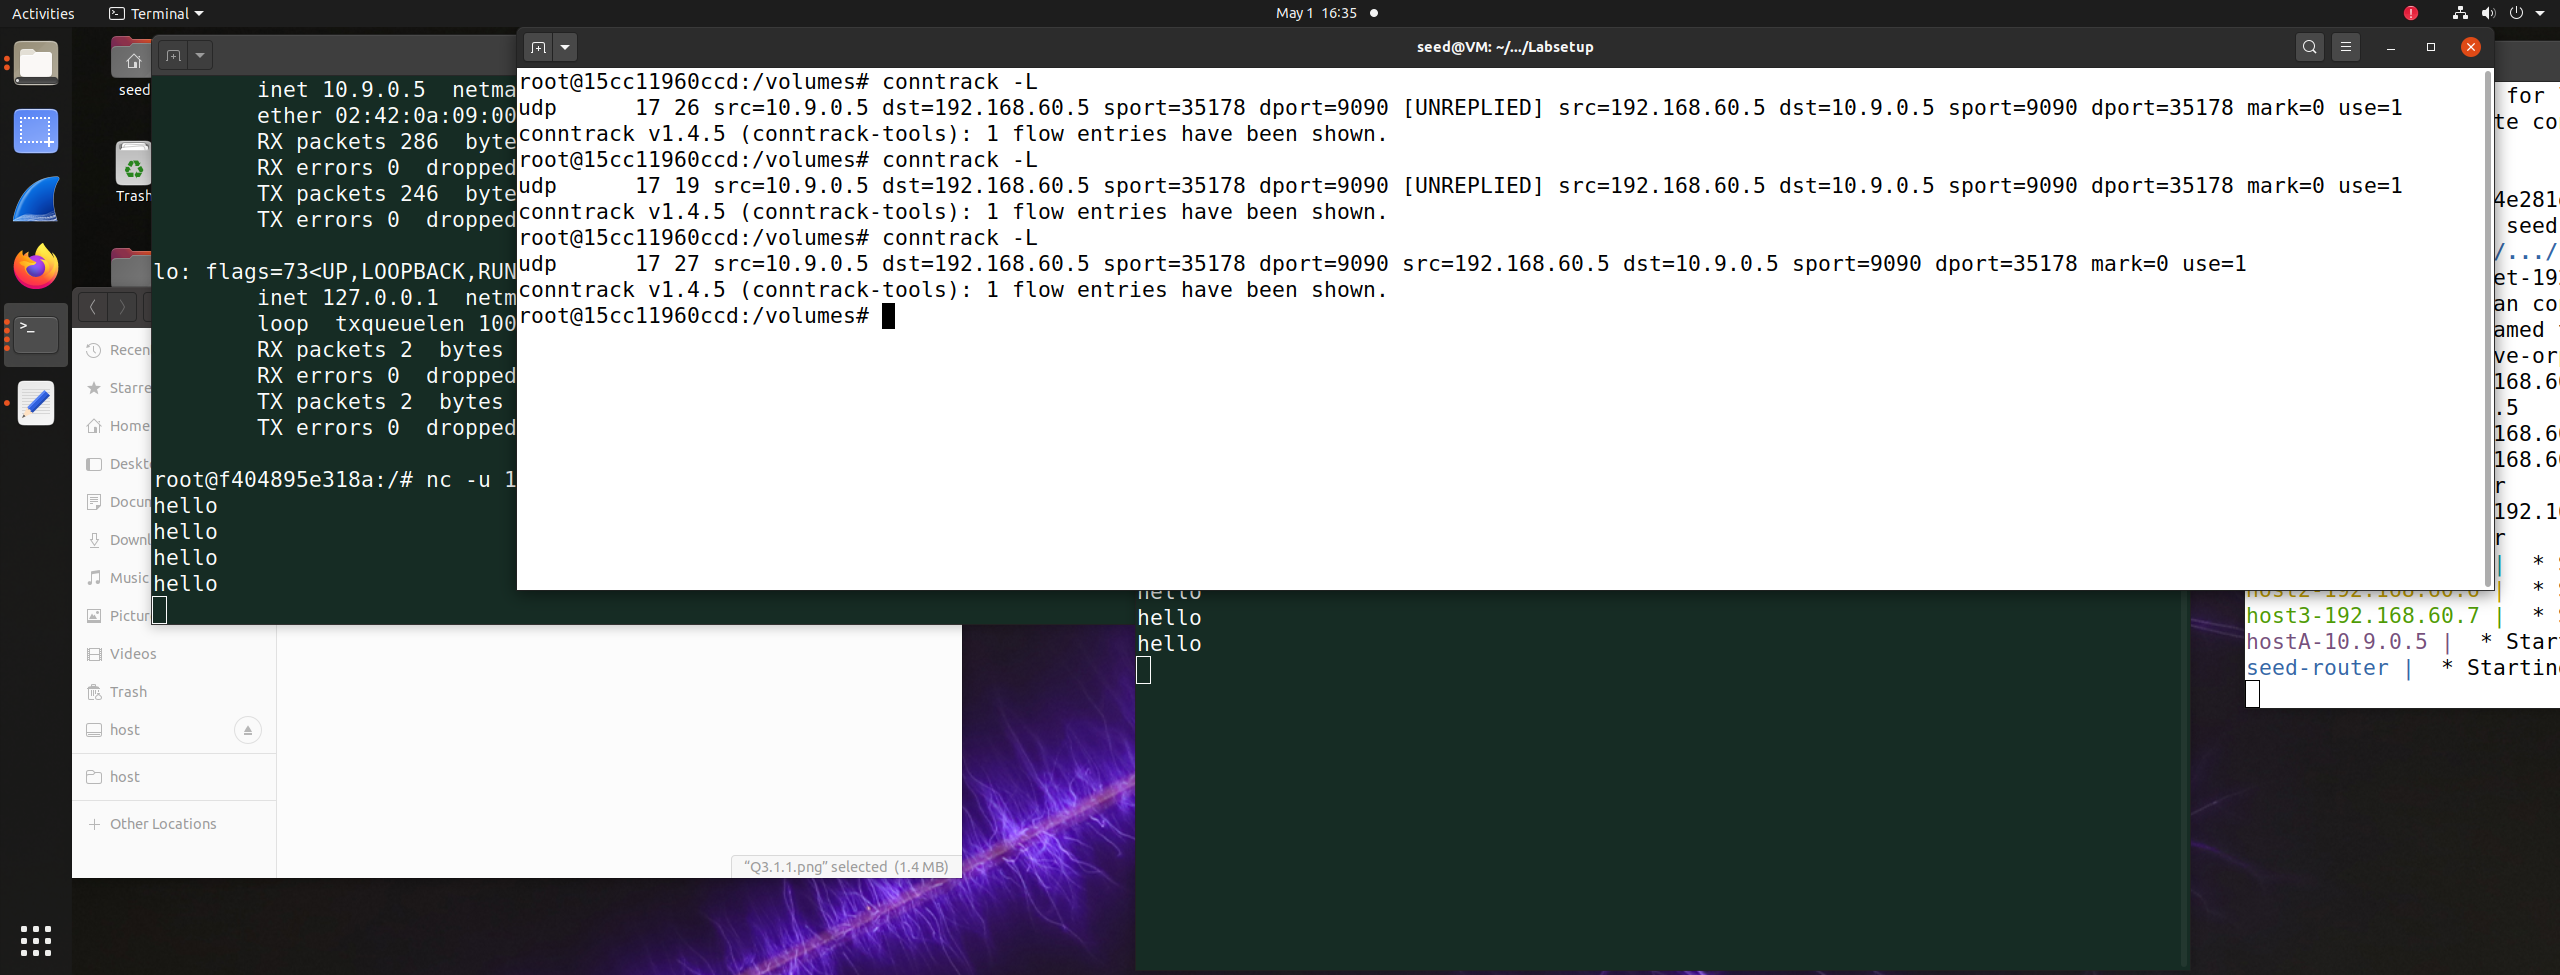 Activities
Terminal
May 1 16:35
seed
Trash
inet 10.9.0.5 netma
ether 02:42:0a:09:00
RX packets 286 byte
RX errors 0 dropped
TX packets 246 byte
TX errors 0 dropped
lo: flags=73<UP,LOOPBACK,RUN
inet 127.0.0.1 netm
loop txqueuelen 100
RX packets 2 bytes
RX errors 0 dropped
TX packets 2 bytes
TX errors 0 dropped
root@f404895e318a:/# nc -u 1
hello
hello
hello
hello
seed@VM: ~/.../Labsetup
root@15cc11960ccd:/volumes# conntrack -L
udp 17 26 src=10.9.0.5 dst=192.168.60.5 sport=35178 dport=9090 [UNREPLIED] src=192.168.60.5 dst=10.9.0.5 sport=9090 dport=35178 mark=0 use=1
conntrack v1.4.5 (conntrack-tools): 1 flow entries have been shown.
root@15cc11960ccd:/volumes# conntrack -L
udp 17 19 src=10.9.0.5 dst=192.168.60.5 sport=35178 dport=9090 [UNREPLIED] src=192.168.60.5 dst=10.9.0.5 sport=9090 dport=35178 mark=0 use=1
conntrack v1.4.5 (conntrack-tools): 1 flow entries have been shown.
root@15cc11960ccd:/volumes# conntrack -L
udp 17 27 src=10.9.0.5 dst=192.168.60.5 sport=35178 dport=9090 src=192.168.60.5 dst=10.9.0.5 sport=9090 dport=35178 mark=0 use=1
conntrack v1.4.5 (conntrack-tools): 1 flow entries have been shown.
root@15cc11960ccd:/volumes#
Recen
Starre
Home
Deskt
Docum
Downl
Music
Pictur
Videos
Trash
host
host
+ Other Locations
"Q3.1.1.png" selected (1.4 MB)
hello
hello
hello
for
te co
4e281
seed
/.../
et-19
an co
amed
ve-or
168.6
.5
168.6
168.6
r
192.1
r
| * S
host2-192.168.60.6 | * S
host3-192.168.60.7 | * S
hostA-10.9.0.5 | * Star
seed-router | * Starting